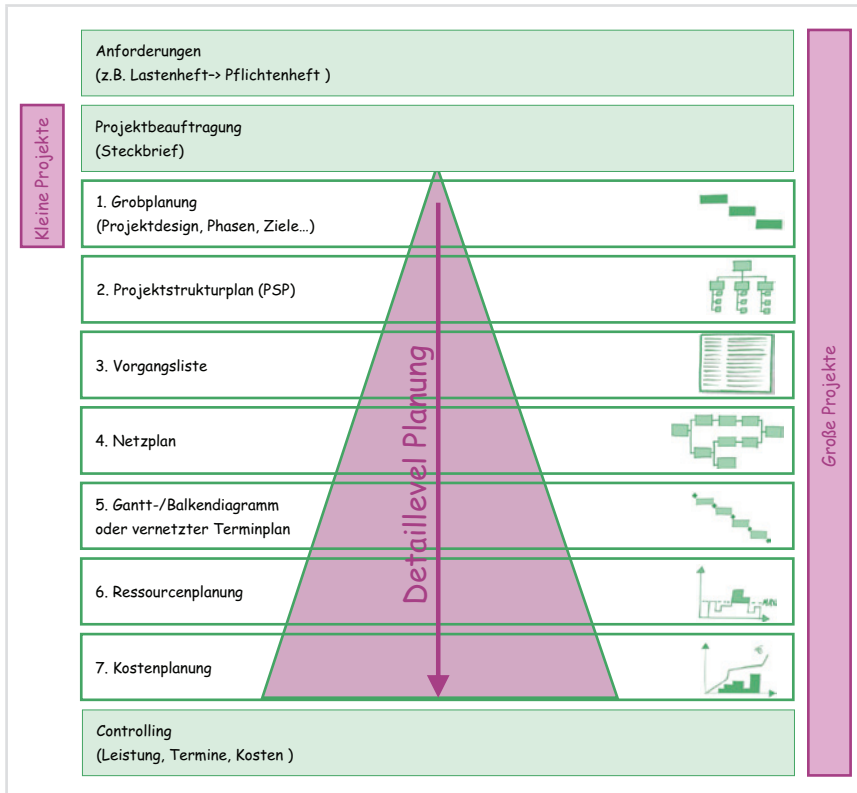 Anforderungen
(z.B. Lastenheft–> Pflichtenheft )
Kleine Projekte
Projektbeauftragung
(Steckbrief)
1. Grobplanung
(Projektdesign, Phasen, Ziele…)
2. Projektstrukturplan (PSP)
3. Vorgangsliste
4. Netzplan
5. Gantt-/Balkendiagramm
oder vernetzter Terminplan
6. Ressourcenplanung
7. Kostenplanung
Detaillevel Planung
Controlling
(Leistung, Termine, Kosten )
Große Projekte